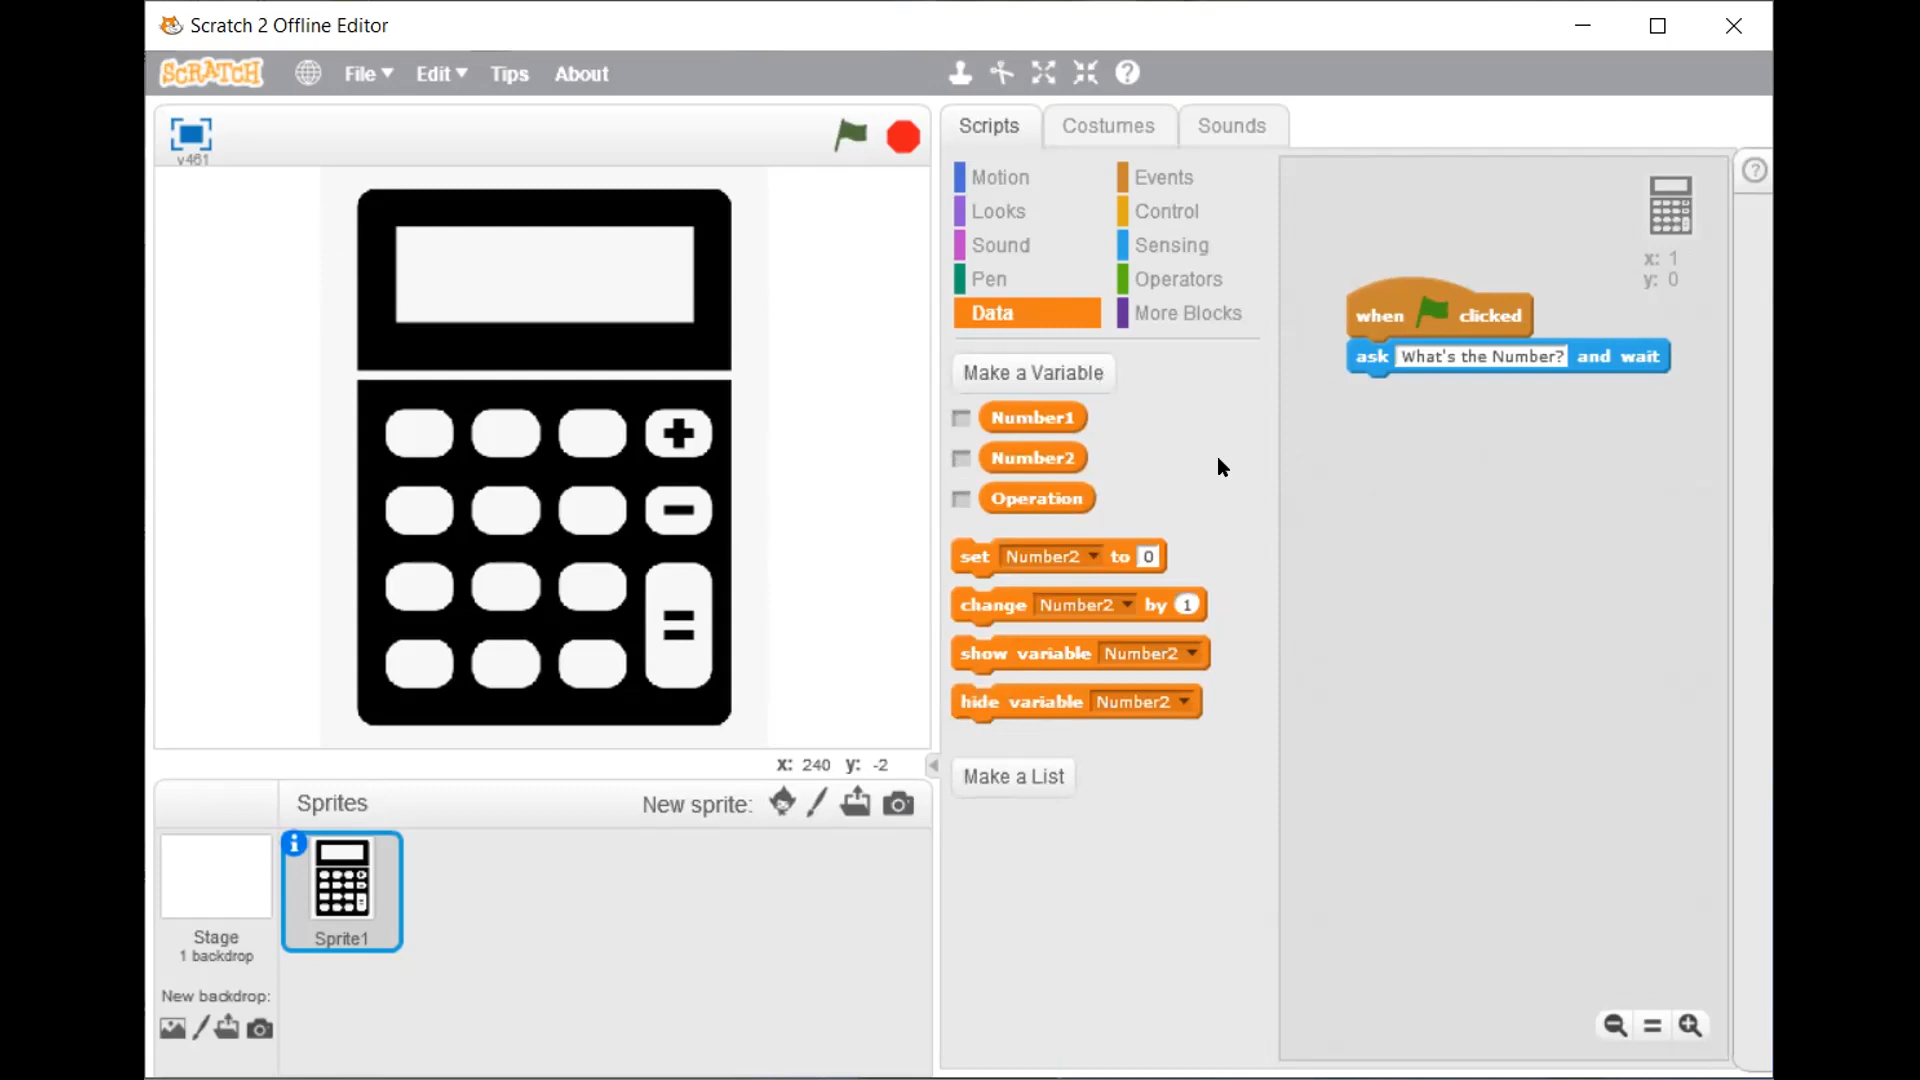 Scratch 2 Offline Editor
SCRATCH File Edit Tips About
v461
Scripts Costumes Sounds
Motion Events
Looks Control
Sound Sensing
Pen Operators
Data More Blocks
Make a Variable
Number1
Number2
Operation
set Number2 to 0
change Number2 by 1
show variable Number2
hide variable Number2
Make a List
x: 1
y: 0
when clicked
ask What's the Number? and wait
+
−
=
x: 240 y: -2
Sprites New sprite:
Stage
1 backdrop
New backdrop:
Sprite1